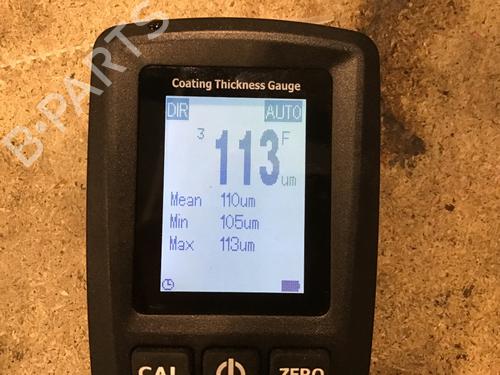 B-PARTS
Coating Thickness Gauge
DIR AUTO
3 113 F
um
Mean 110um
Min 105um
Max 113um
CAL ZERO